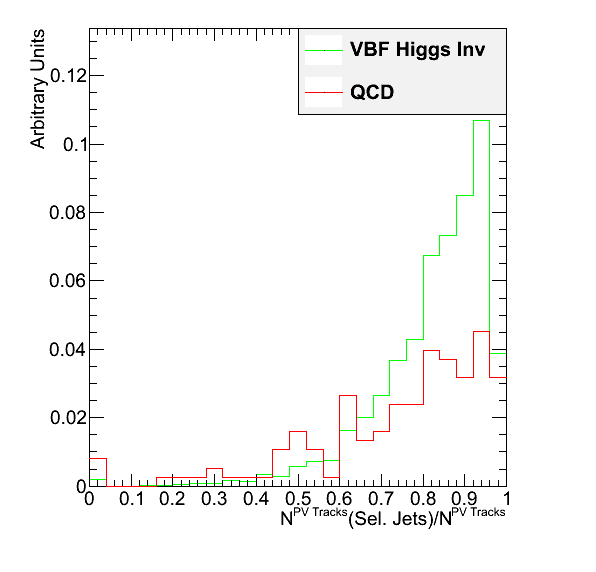 Arbitrary Units
VBF Higgs Inv
QCD
0.12
0.1
0.08
0.06
0.04
0.02
0
0 0.1 0.2 0.3 0.4 0.5 0.6 0.7 0.8 0.9 1
N^PV Tracks(Sel. Jets)/N^PV Tracks